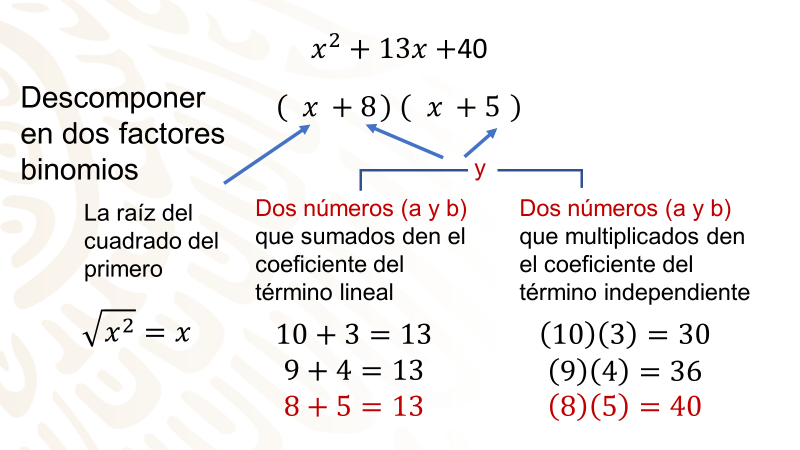 x² + 13x +40
Descomponer
en dos factores
binomios
( x + 8) ( x + 5 )
y
La raíz del
cuadrado del
primero
√x² = x
Dos números (a y b)
que sumados den el
coeficiente del
término lineal
10 + 3 = 13
9 + 4 = 13
8 + 5 = 13
Dos números (a y b)
que multiplicados den
el coeficiente del
término independiente
(10)(3) = 30
(9)(4) = 36
(8)(5) = 40